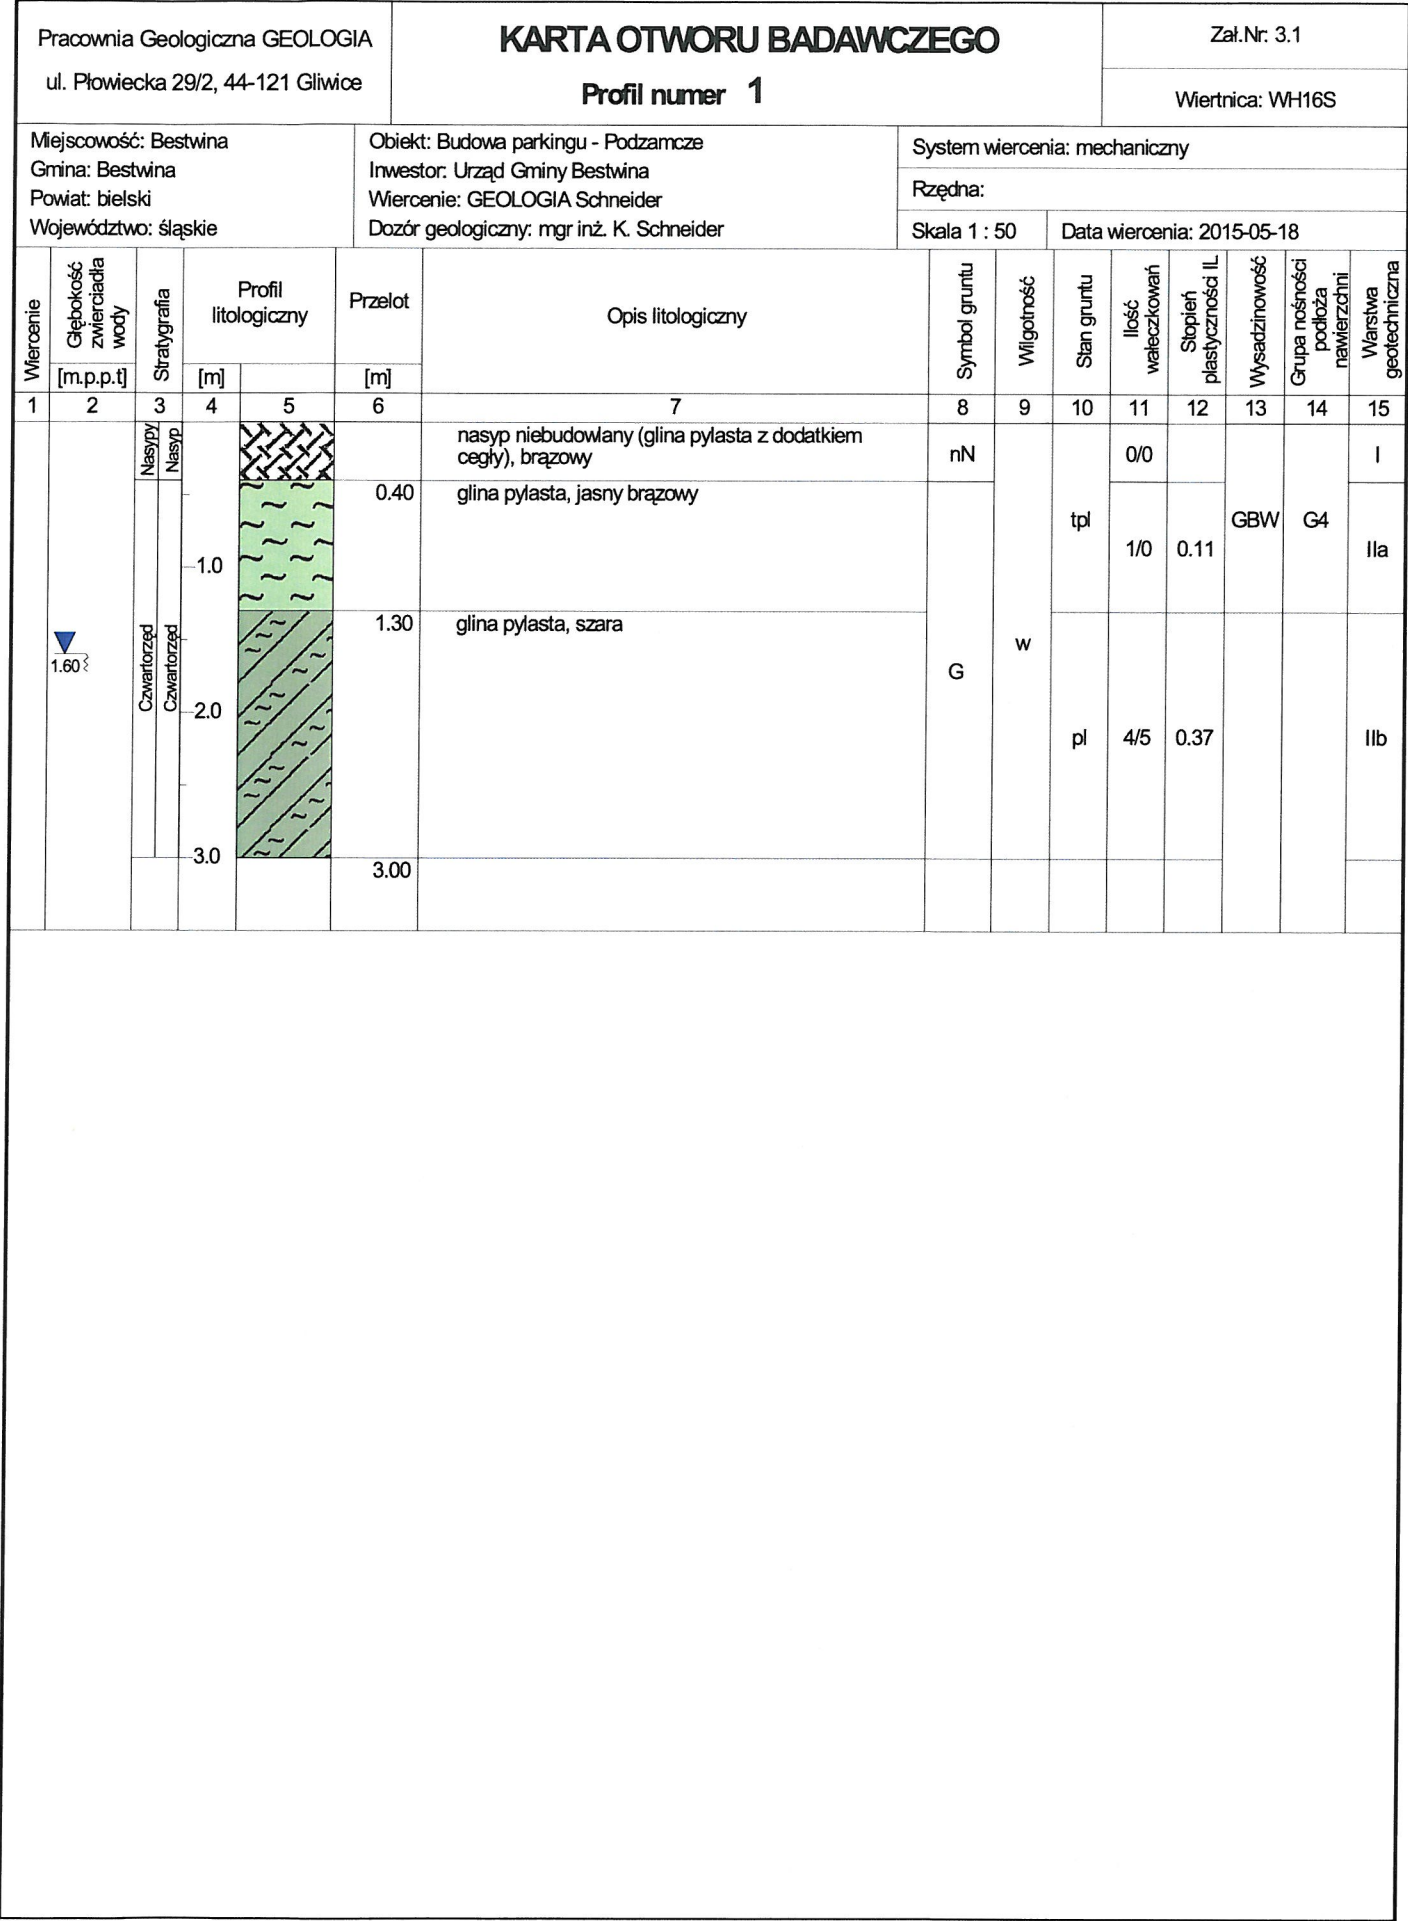 Pracownia Geologiczna GEOLOGIA
ul. Płowiecka 29/2, 44-121 Gliwice
KARTA OTWORU BADAWCZEGO
Profil numer 1
Zał.Nr: 3.1
Wiertnica: WH16S
Miejscowość: Bestwina
Gmina: Bestwina
Powiat: bielski
Województwo: śląskie
Obiekt: Budowa parkingu - Podzamcze
Inwestor: Urząd Gminy Bestwina
Wiercenie: GEOLOGIA Schneider
Dozór geologiczny: mgr inż. K. Schneider
System wiercenia: mechaniczny
Rzędna:
Skala 1 : 50
Data wiercenia: 2015-05-18
Wiercenie
Głębokość
zwierciadła
wody
[m.p.p.t]
Stratygrafia
Profil
litologiczny
[m]
Przelot
[m]
Opis litologiczny
Symbol gruntu
Wilgotność
Stan gruntu
Ilość
wałeczkowań
Stopień
plastyczności IL
Wysadzinowość
Grupa nośności
podłoża
nawierzchni
Warstwa
geotechniczna
1 2 3 4 5 6 7 8 9 10 11 12 13 14 15
Nasypy
Nasyp
nasyp niebudowlany (glina pylasta z dodatkiem
cegły), brązowy
nN
0/0
I
0.40
glina pylasta, jasny brązowy
tpl
GBW
G4
1.0
1/0
0.11
IIa
1.30
glina pylasta, szara
1.60
Czwartorzęd
Czwartorzęd
w
G
2.0
pl
4/5
0.37
IIb
3.0
3.00